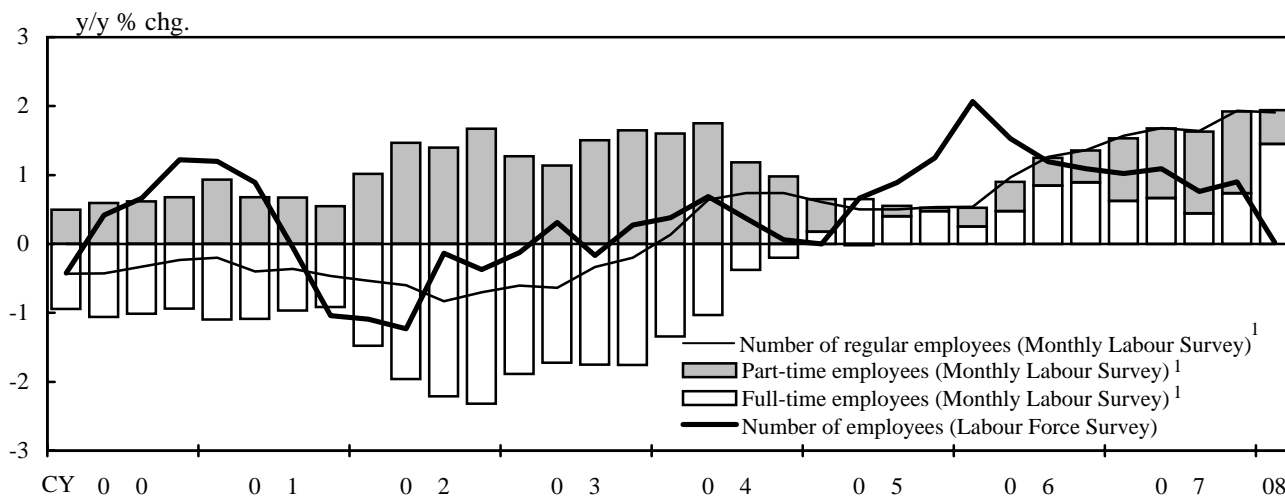 y/y % chg.
3
2
1
0
-1
-2
-3
Number of regular employees (Monthly Labour Survey)1
Part-time employees (Monthly Labour Survey) 1
Full-time employees (Monthly Labour Survey) 1
Number of employees (Labour Force Survey)
CY 0 0 0 1 0 2 0 3 0 4 0 5 0 6 0 7 08